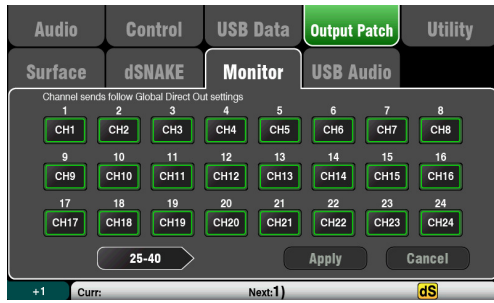 Audio Control USB Data Output Patch Utility
Surface dSNAKE Monitor USB Audio
Channel sends follow Global Direct Out settings
1 2 3 4 5 6 7 8
CH1 CH2 CH3 CH4 CH5 CH6 CH7 CH8
9 10 11 12 13 14 15 16
CH9 CH10 CH11 CH12 CH13 CH14 CH15 CH16
17 18 19 20 21 22 23 24
CH17 CH18 CH19 CH20 CH21 CH22 CH23 CH24
25-40 Apply Cancel
+1 Curr: Next:1) dS